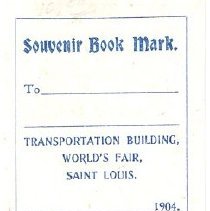 Souvenir Book Mark.
To
TRANSPORTATION BUILDING,
WORLD'S FAIR,
SAINT LOUIS.
1904.